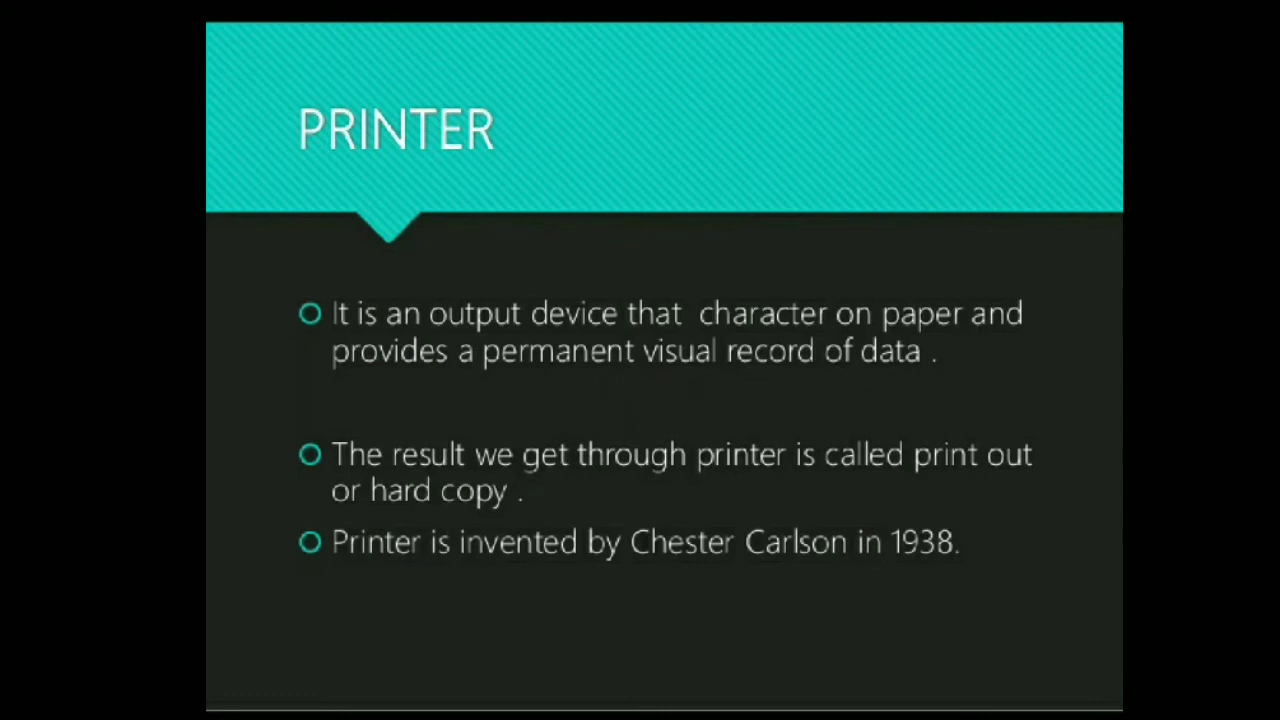 PRINTER
It is an output device that  character on paper and
provides a permanent visual record of data .
The result we get through printer is called print out
or hard copy .
Printer is invented by Chester Carlson in 1938.